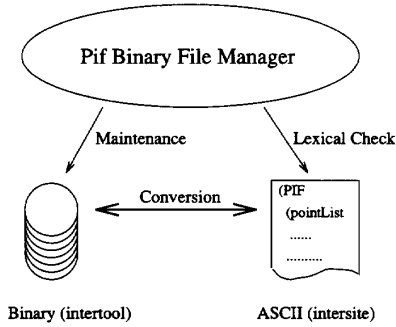 Pif Binary File Manager
Maintenance
Lexical Check
Conversion
(PIF
(pointList
......
..........
Binary (intertool)
ASCII (intersite)